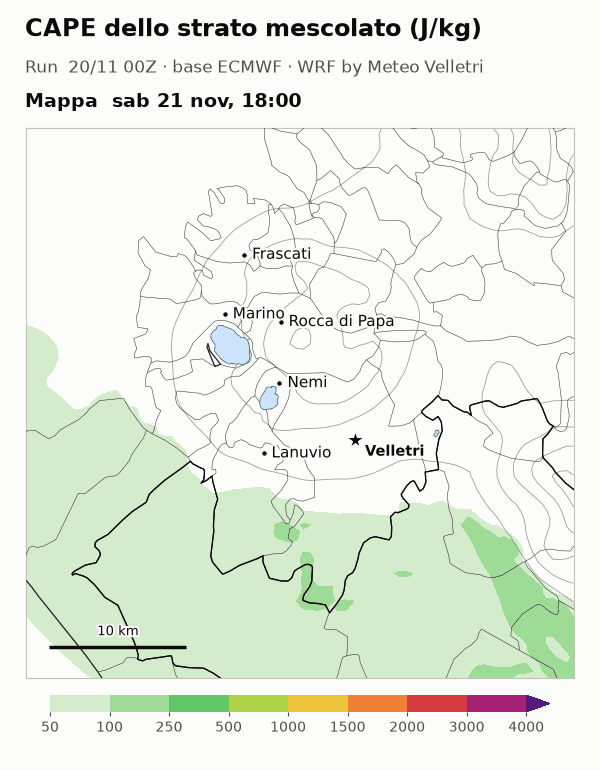 CAPE dello strato mescolato (J/kg)
Run  20/11 00Z · base ECMWF · WRF by Meteo Velletri
Mappa  sab 21 nov, 18:00
Frascati
Marino
Rocca di Papa
Nemi
Velletri
Lanuvio
10 km
50 100 250 500 1000 1500 2000 3000 4000